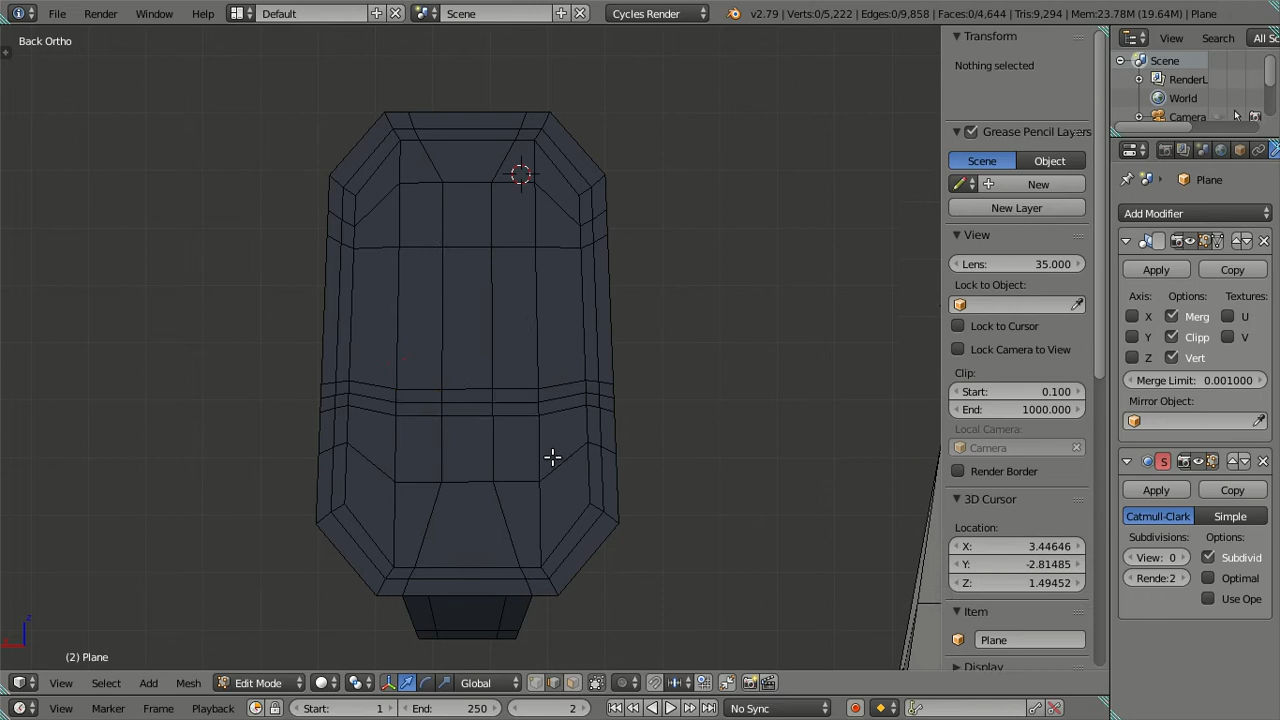 File Render Window Help Default Scene Cycles Render v2.79 | Verts:0/5,222 | Edges:0/9,858 | Faces:0/4,644 | Tris:9,294 | Mem:23.78M (19.64M) | Plane
Back Ortho
Transform
Nothing selected
Grease Pencil Layers
Scene Object
New
New Layer
View
Lens: 35.000
Lock to Object:
Lock to Cursor
Lock Camera to View
Clip:
Start: 0.100
End: 1000.000
Local Camera:
Camera
Render Border
3D Cursor
Location:
X: 3.44646
Y: -2.81485
Z: 1.49452
Item
Plane
Display
View Search All Sc
Scene
RenderL
World
Camera
Plane
Add Modifier
Apply Copy
Axis: Options: Textures:
X Merg U
Y Clipp V
Z Vert
Merge Limit: 0.001000
Mirror Object:
S
Apply Copy
Catmull-Clark Simple
Subdivisions: Options:
View: 0 Subdivid
Rende:2 Optimal
Use Ope
z
x
(2) Plane
View Select Add Mesh Edit Mode Global
View Marker Frame Playback Start: 1 End: 250 2 No Sync